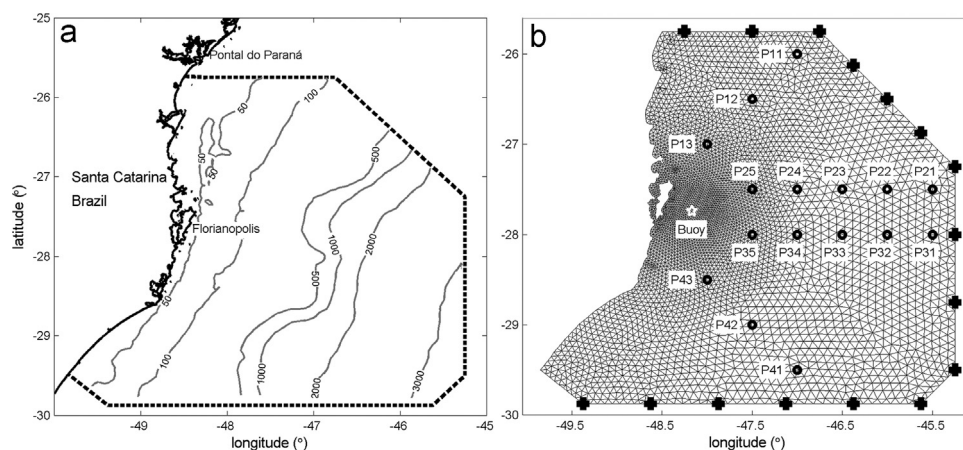 a
-25
-26
-27
-28
-29
-30
latitude (°)
-49
-48
-47
-46
-45
longitude (°)
Pontal do Paraná
Santa Catarina
Brazil
Florianopolis
50
100
500
50
50
1000
2000
500
50
100
1000
2000
3000
b
-26
-27
-28
-29
-30
-49.5
-48.5
-47.5
-46.5
-45.5
longitude (°)
P11
P12
P13
P25
P24
P23
P22
P21
Buoy
P35
P34
P33
P32
P31
P43
P42
P41